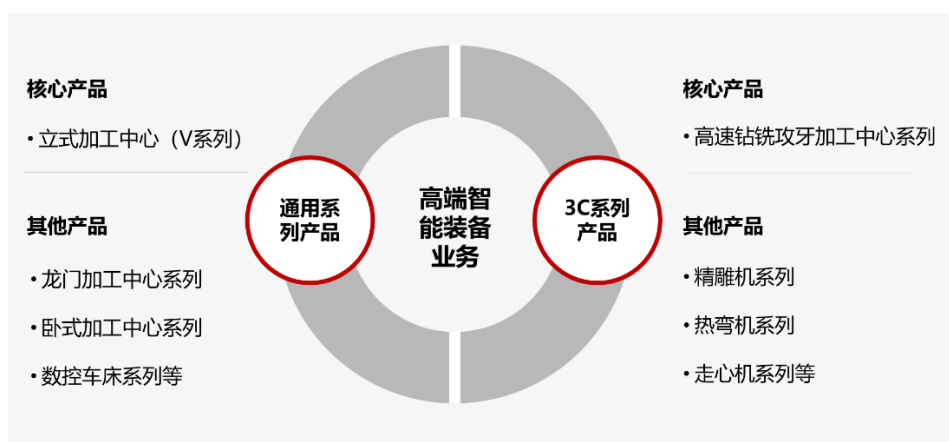 核心产品
• 立式加工中心（V系列）
其他产品
• 龙门加工中心系列
• 卧式加工中心系列
• 数控车床系列等
通用系
列产品
高端智
能装备
业务
3C系列
产品
核心产品
• 高速钻铣攻牙加工中心系列
其他产品
• 精雕机系列
• 热弯机系列
• 走心机系列等